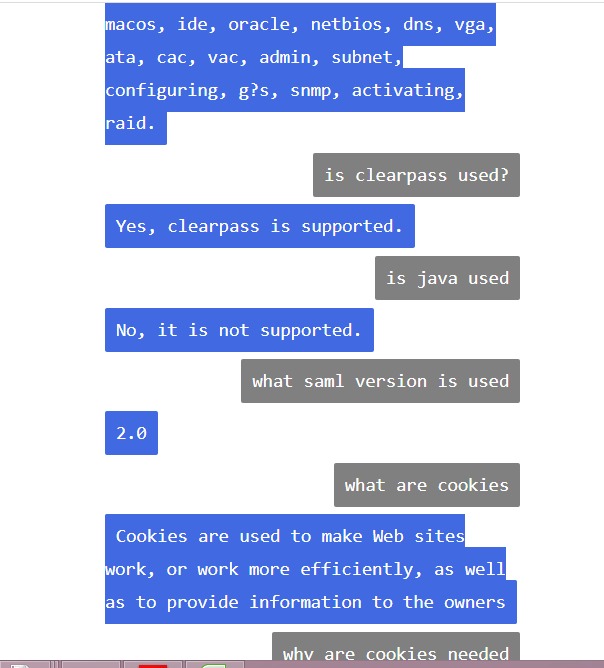 macos, ide, oracle, netbios, dns, vga,
ata, cac, vac, admin, subnet,
configuring, g?s, snmp, activating,
raid.
is clearpass used?
Yes, clearpass is supported.
is java used
No, it is not supported.
what saml version is used
2.0
what are cookies
Cookies are used to make Web sites
work, or work more efficiently, as well
as to provide information to the owners
why are cookies needed